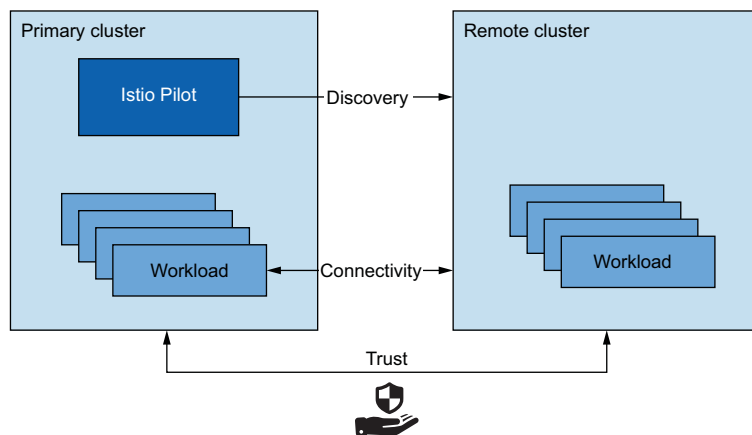 Primary cluster
Remote cluster
Istio Pilot
Discovery
Workload
Connectivity
Workload
Trust